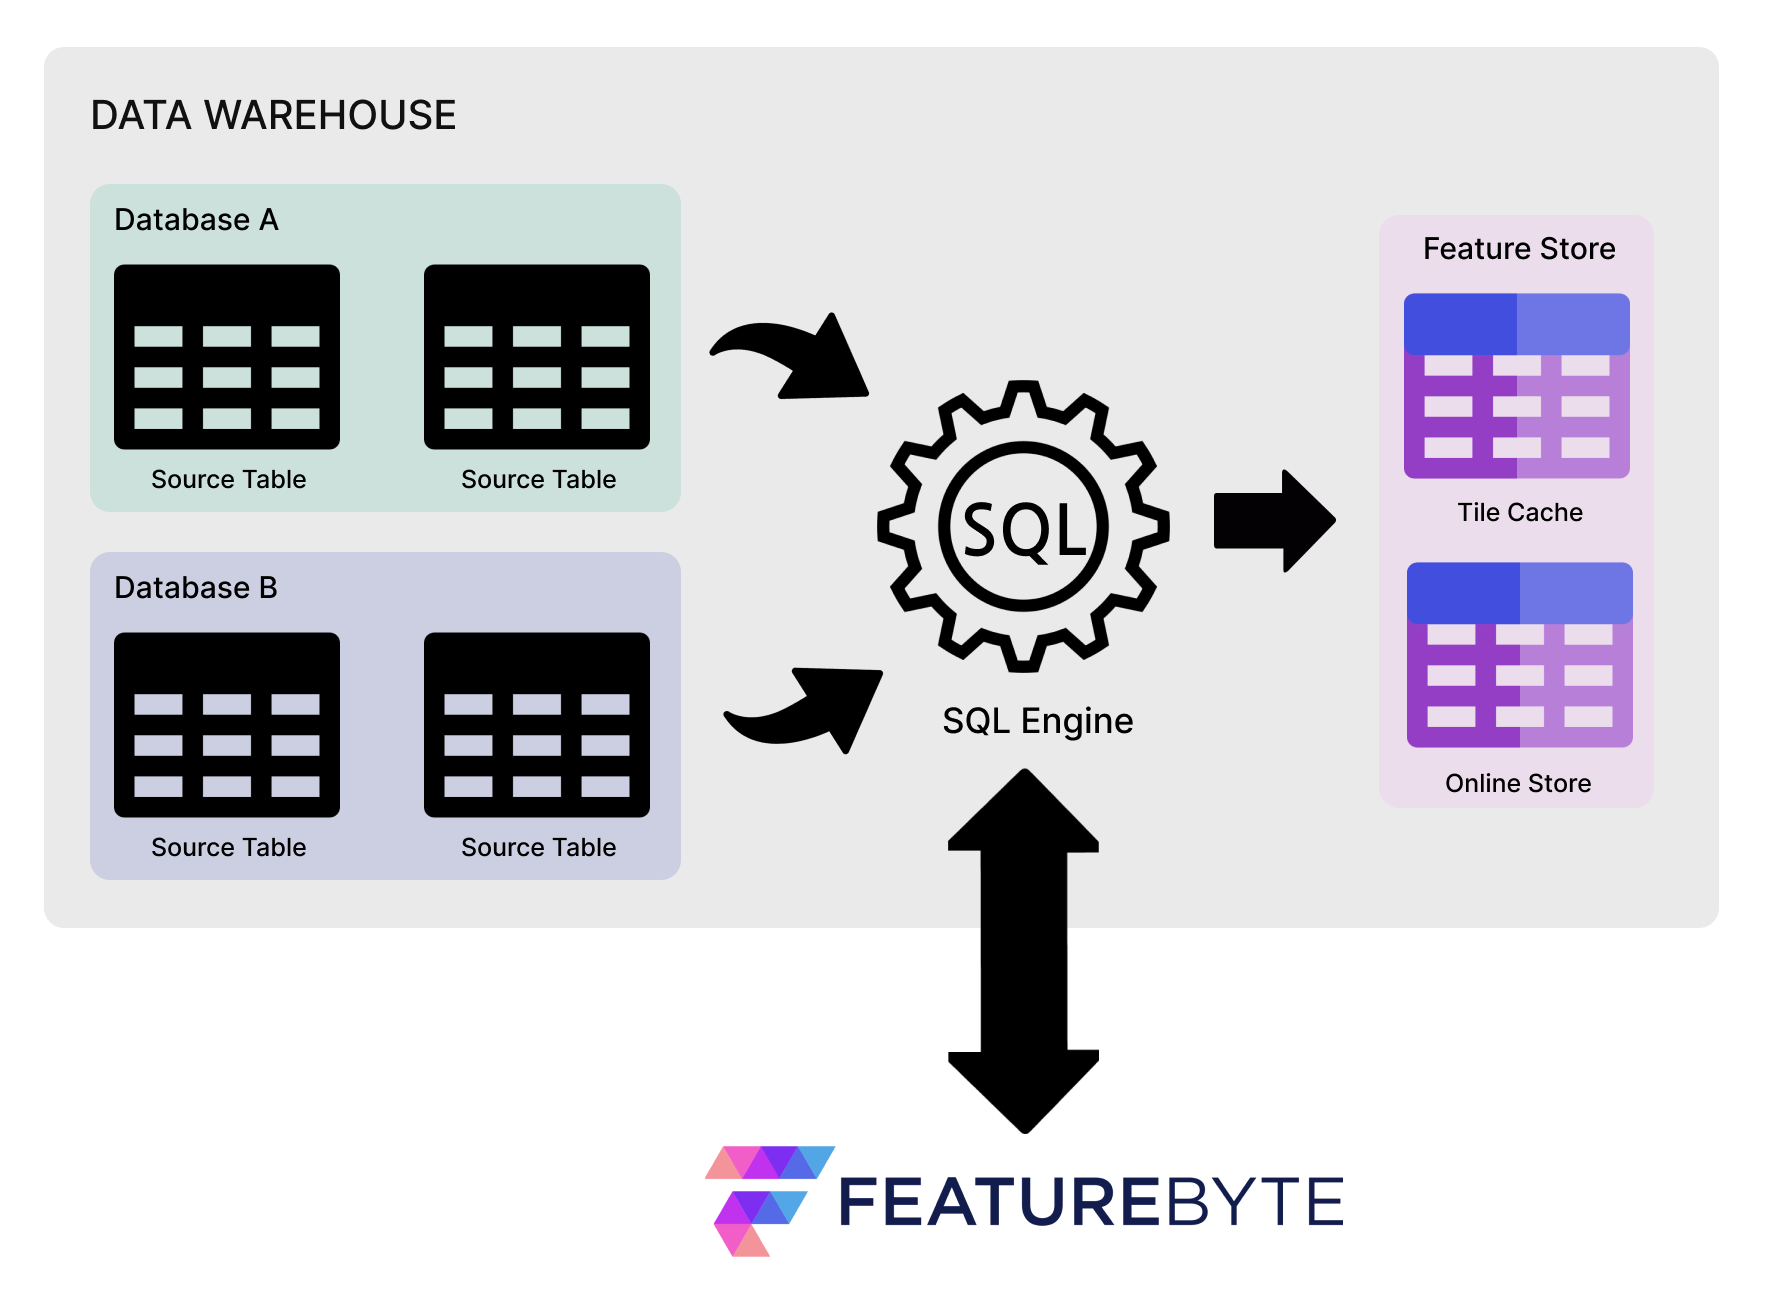 DATA WAREHOUSE
Database A
Source Table
Source Table
Database B
Source Table
Source Table
SQL
SQL Engine
Feature Store
Tile Cache
Online Store
FEATUREBYTE